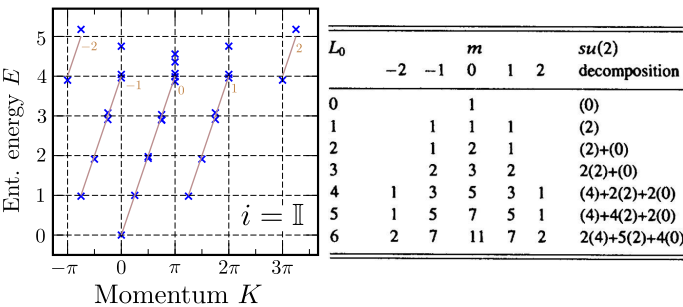 Ent. energy E
5
4
3
2
1
0
−2
−1
0
1
2
i = 𝕀
−π 0 π 2π 3π
Momentum K
L₀ m su(2)
−2 −1 0 1 2 decomposition
0 1 (0)
1 1 1 1 (2)
2 1 2 1 (2)+(0)
3 2 3 2 2(2)+(0)
4 1 3 5 3 1 (4)+2(2)+2(0)
5 1 5 7 5 1 (4)+4(2)+2(0)
6 2 7 11 7 2 2(4)+5(2)+4(0)